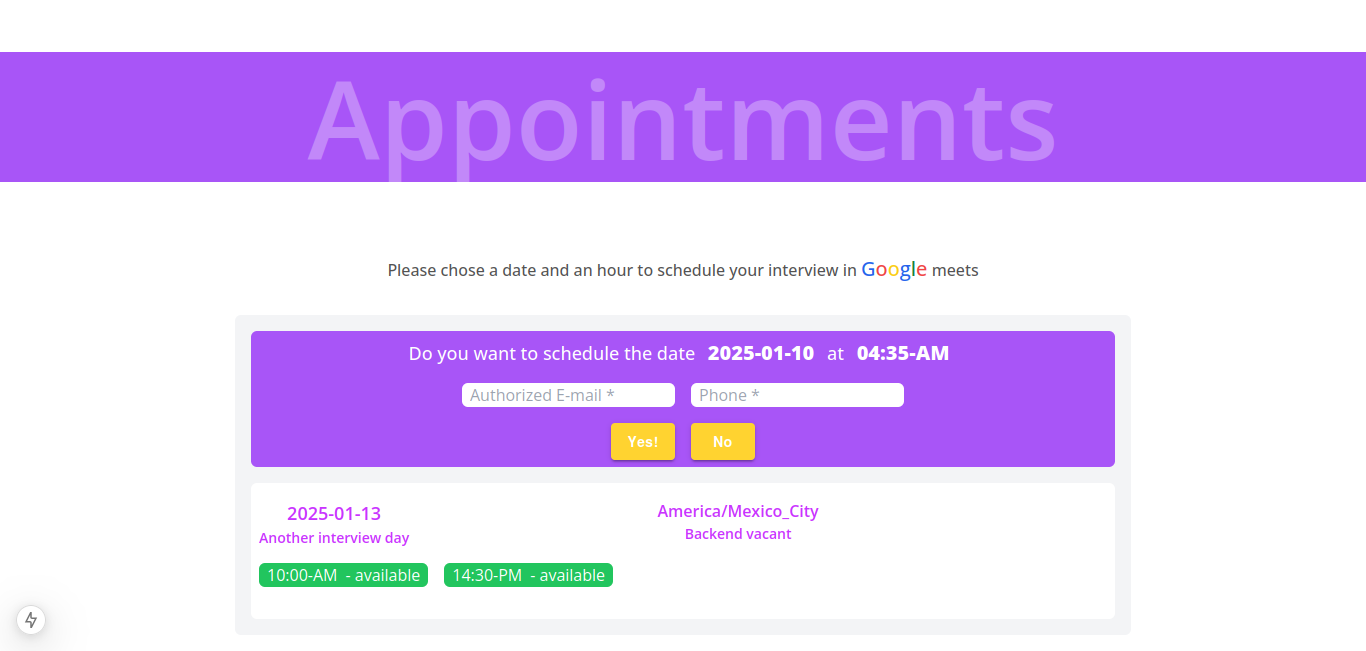 Appointments
Please chose a date and an hour to schedule your interview in Google meets
Do you want to schedule the date 2025-01-10 at 04:35-AM
Authorized E-mail * Phone *
Yes! No
2025-01-13 America/Mexico_City
Another interview day Backend vacant
10:00-AM - available 14:30-PM - available